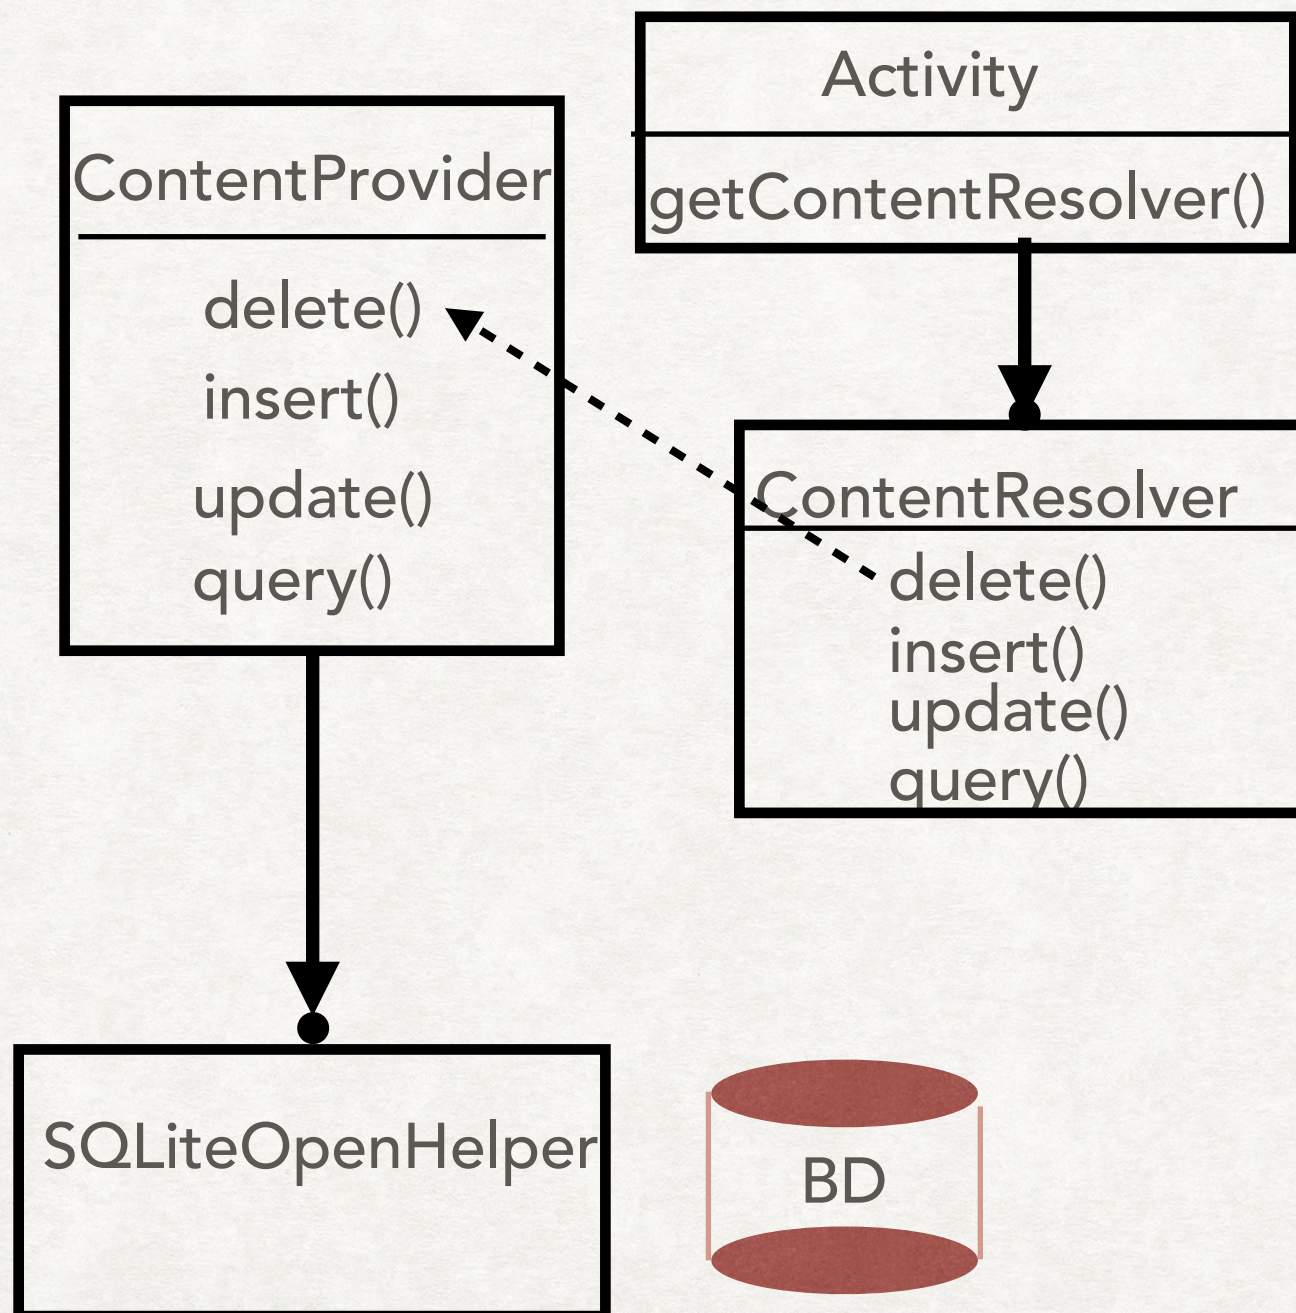 Activity
getContentResolver()
ContentProvider
delete()
insert()
update()
query()
ContentResolver
delete()
insert()
update()
query()
SQLiteOpenHelper
BD